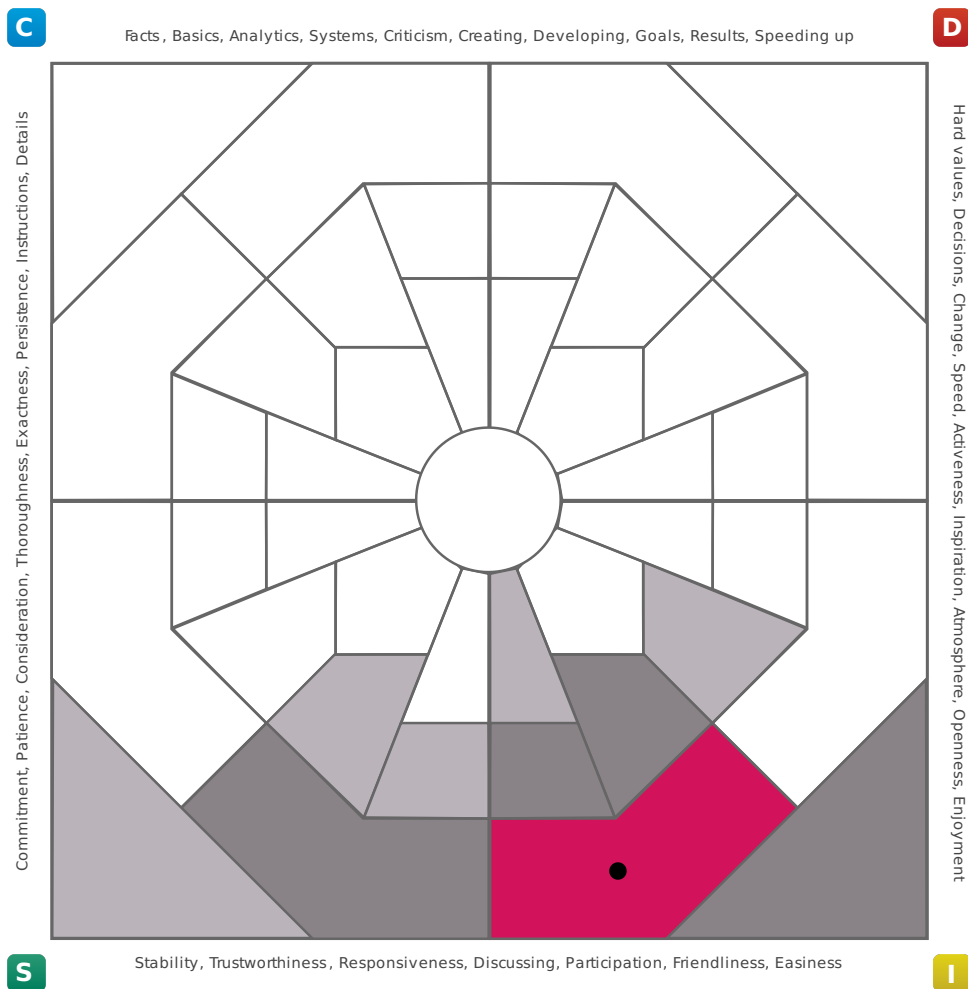 C
D
Facts, Basics, Analytics, Systems, Criticism, Creating, Developing, Goals, Results, Speeding up
Commitment, Patience, Consideration, Thoroughness, Exactness, Persistence, Instructions, Details
Hard values, Decisions, Change, Speed, Activeness, Inspiration, Atmosphere, Openness, Enjoyment
S
Stability, Trustworthiness, Responsiveness, Discussing, Participation, Friendliness, Easiness
I